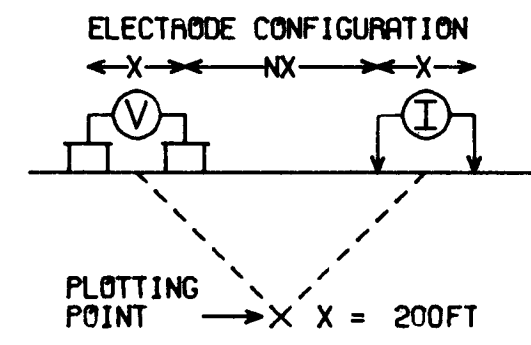 ELECTRODE CONFIGURATION
X NX X
V I
PLOTTING
POINT X X = 200FT